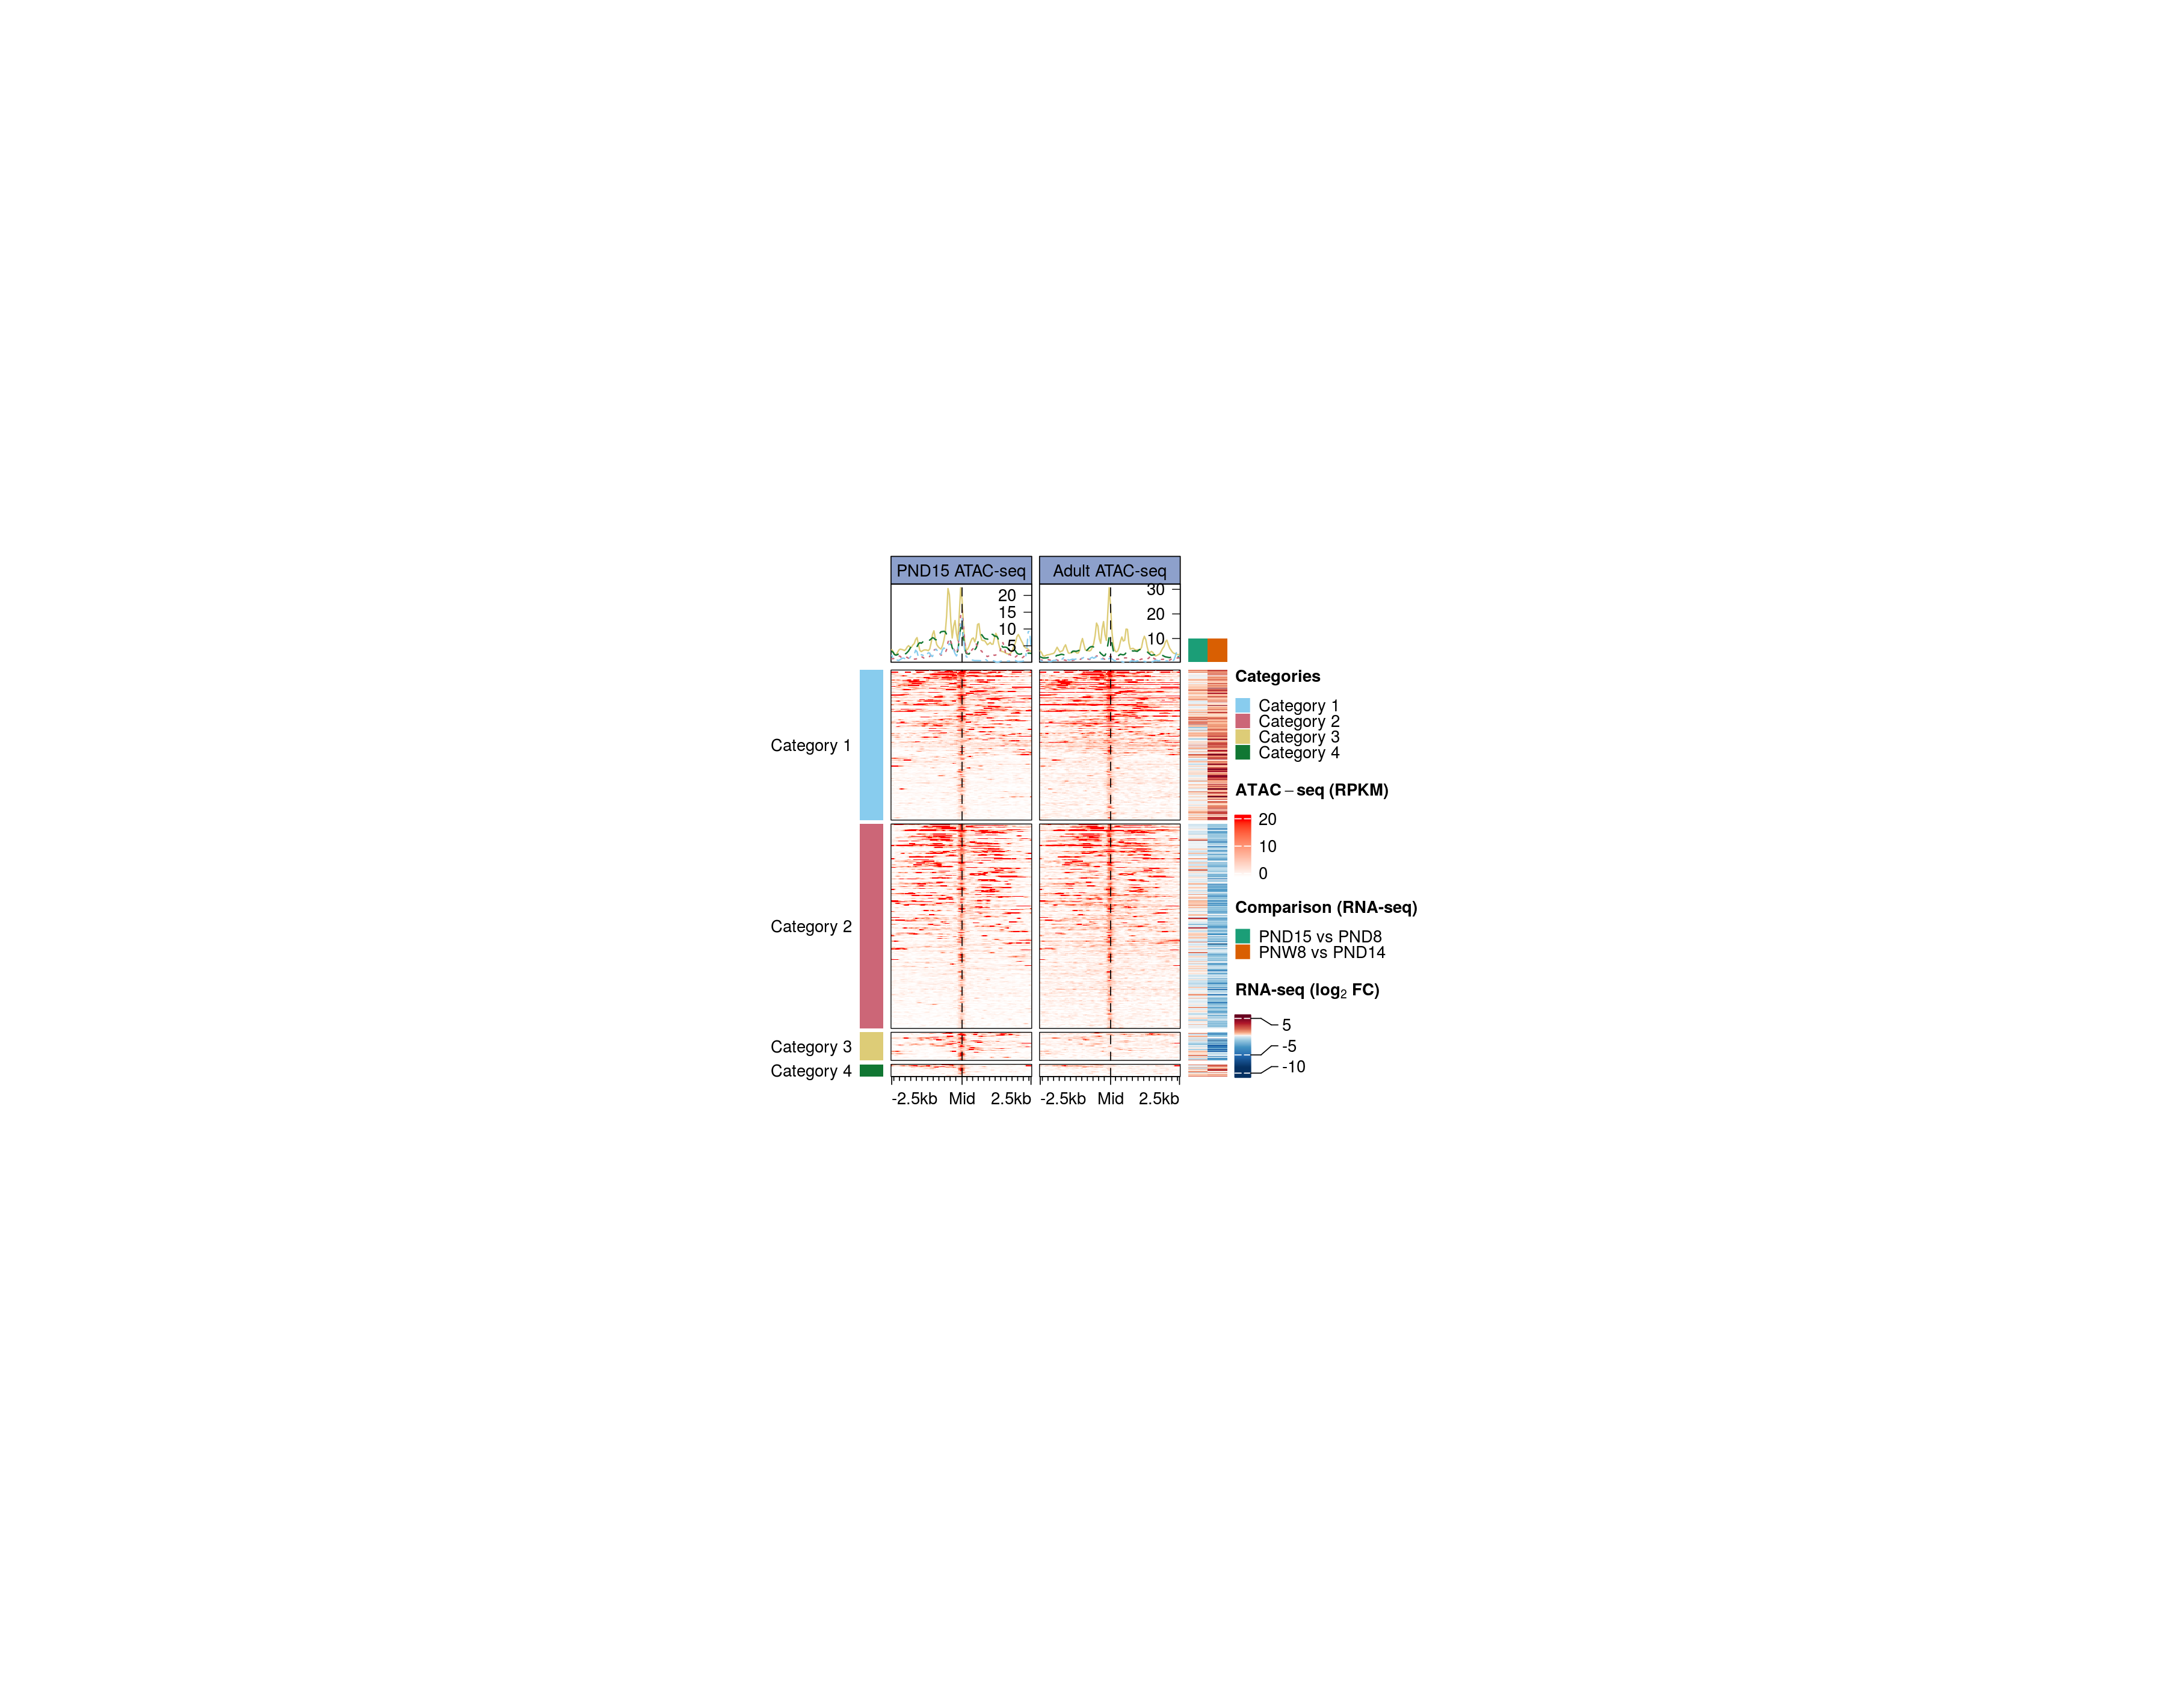 PND15 ATAC-seq
Adult ATAC-seq
20
15
10
5
30
20
10
Category 1
Category 2
Category 3
Category 4
-2.5kb Mid 2.5kb
-2.5kb Mid 2.5kb
Categories
Category 1
Category 2
Category 3
Category 4
ATAC−seq (RPKM)
20
10
0
Comparison (RNA-seq)
PND15 vs PND8
PNW8 vs PND14
RNA-seq (log₂ FC)
5
-5
-10